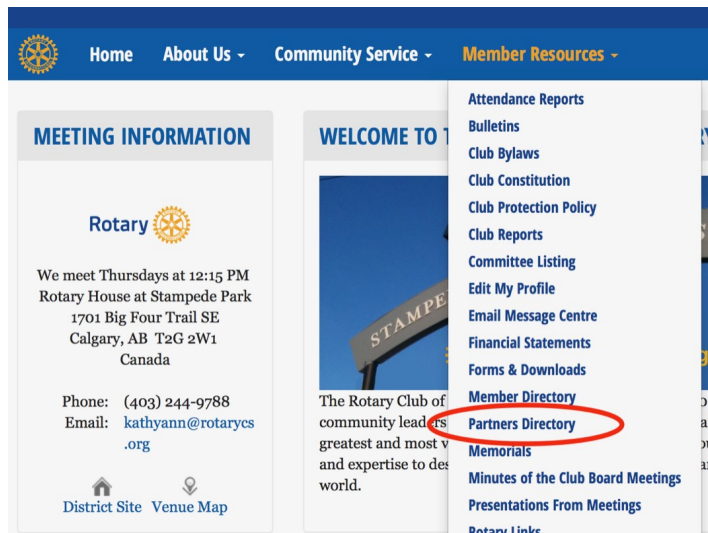 Home About Us Community Service Member Resources
MEETING INFORMATION
Rotary
We meet Thursdays at 12:15 PM
Rotary House at Stampede Park
1701 Big Four Trail SE
Calgary, AB T2G 2W1
Canada
Phone: (403) 244-9788
Email: kathyann@rotarycs
.org
District Site Venue Map
WELCOME TO
STAMPE
The Rotary Club of
community leaders
greatest and most
and expertise to
world.
Attendance Reports
Bulletins
Club Bylaws
Club Constitution
Club Protection Policy
Club Reports
Committee Listing
Edit My Profile
Email Message Centre
Financial Statements
Forms & Downloads
Member Directory
Partners Directory
Memorials
Minutes of the Club Board Meetings
Presentations From Meetings
Rotary Links